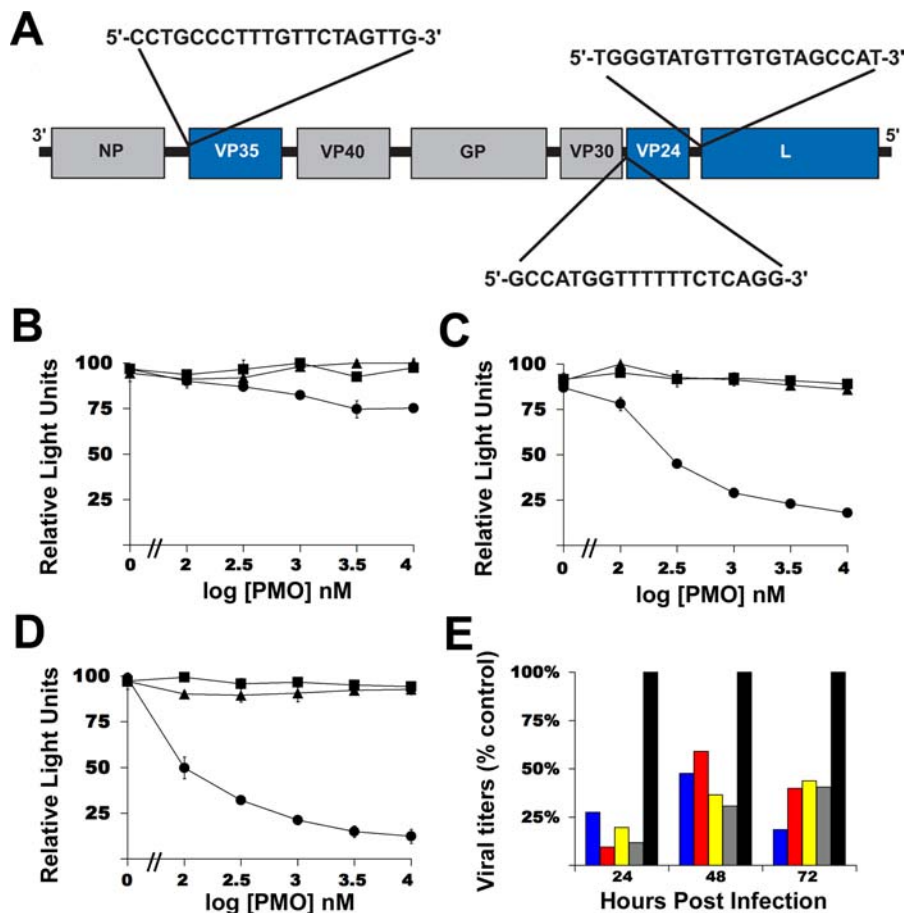 A
5'-CCTGCCCTTTGTTCTAGTTG-3'
5'-TGGGTATGTTGTGTAGCCAT-3'
3'
NP
VP35
VP40
GP
VP30
VP24
L
5'
5'-GCCATGGTTTTTTCTCAGG-3'
B
Relative Light Units
100
75
50
25
0
2
2.5
3
3.5
4
log [PMO] nM
C
Relative Light Units
100
75
50
25
0
2
2.5
3
3.5
4
log [PMO] nM
D
Relative Light Units
100
75
50
25
0
2
2.5
3
3.5
4
log [PMO] nM
E
Viral titers (% control)
100%
75%
50%
25%
24
48
72
Hours Post Infection